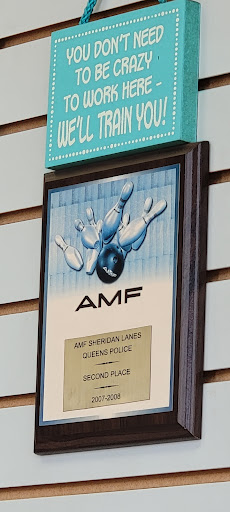 YOU DON'T NEED
TO BE CRAZY
TO WORK HERE -
WE'LL TRAIN YOU!
AMF
AMF
AMF SHERIDAN LANES
QUEENS POLICE
SECOND PLACE
2007-2008